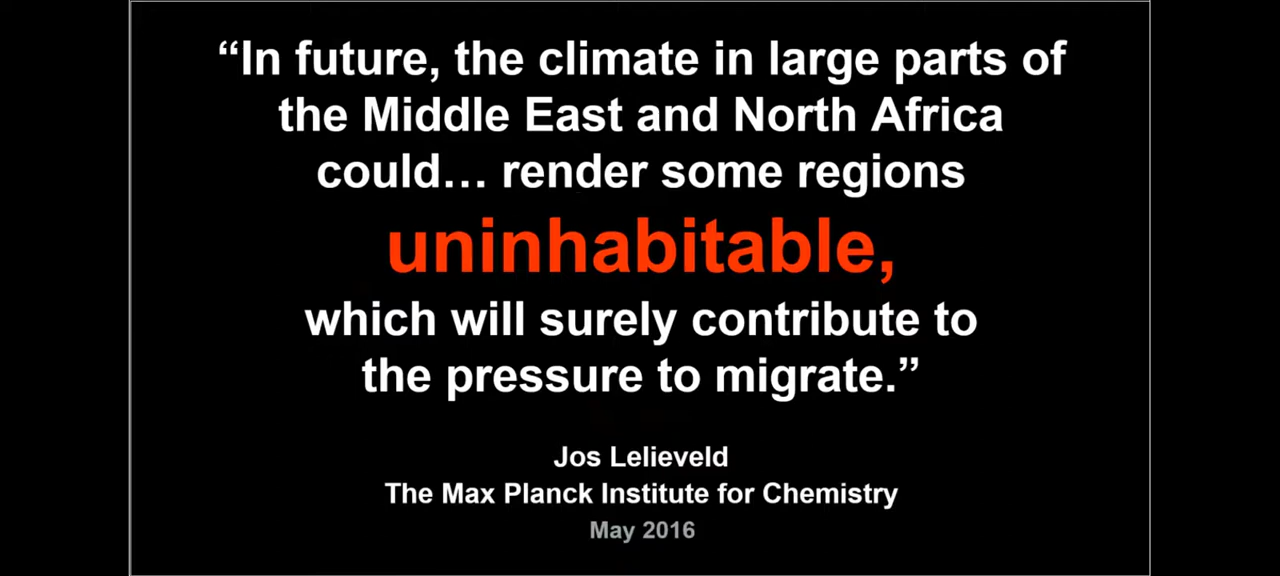 “In future, the climate in large parts of
the Middle East and North Africa
could… render some regions
uninhabitable,
which will surely contribute to
the pressure to migrate.”
Jos Lelieveld
The Max Planck Institute for Chemistry
May 2016